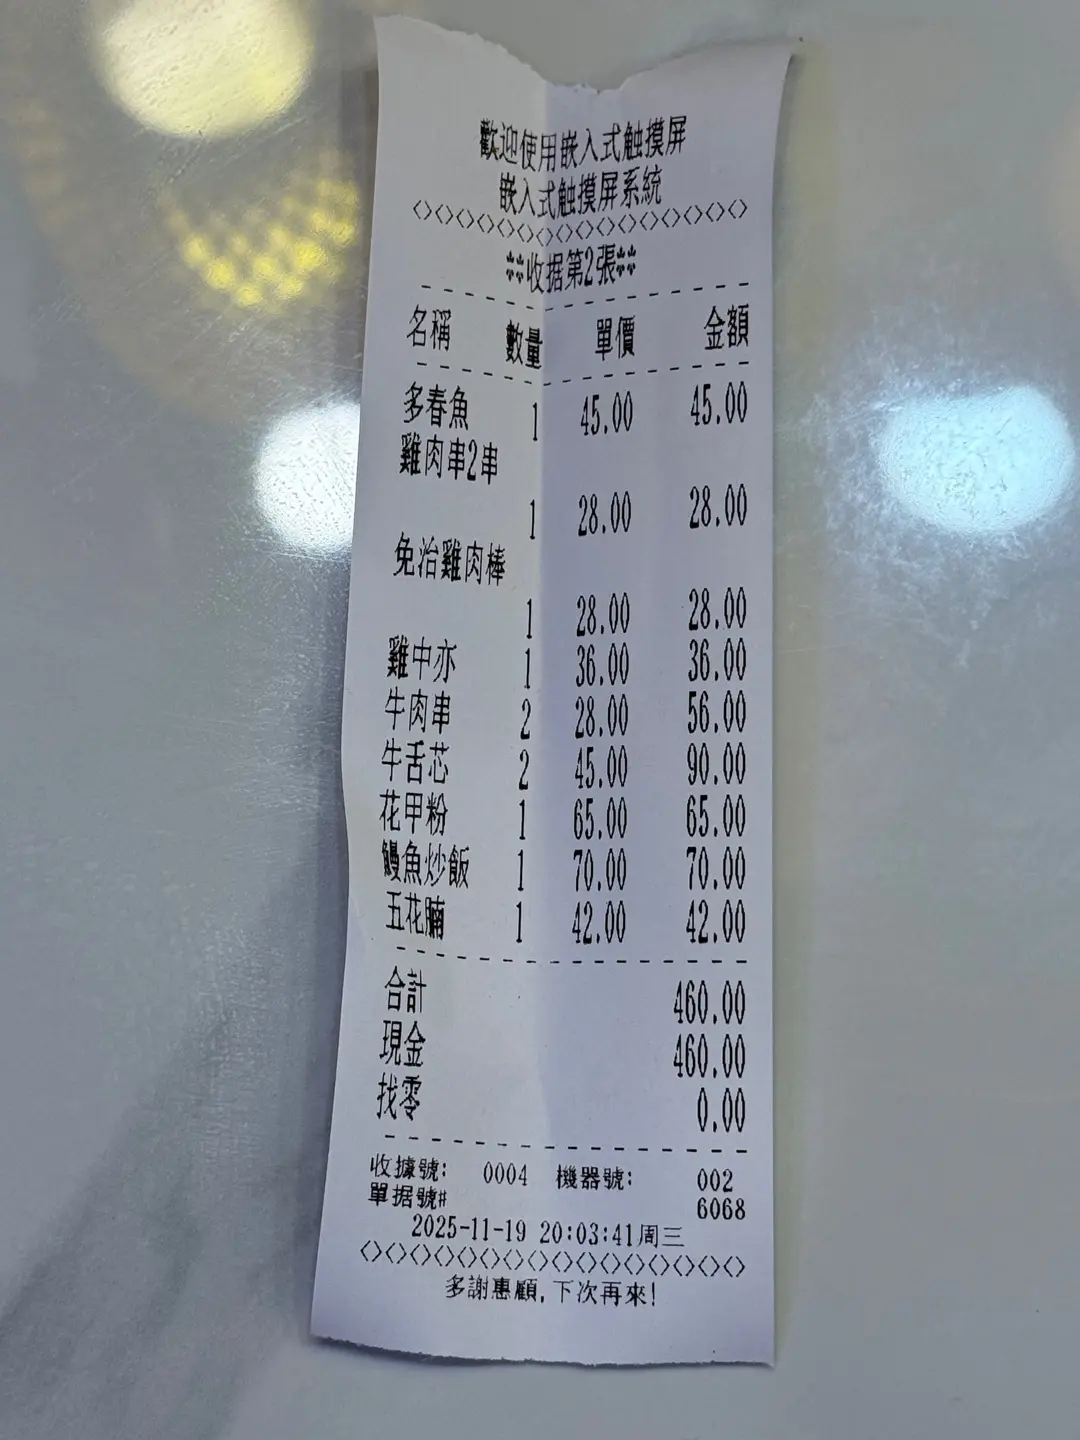 歡迎使用嵌入式触摸屏
嵌入式触摸屏系統
<><><><><><><><><><><><><><>
**收据第2張**
名稱 數量 單價 金額
多春魚 1 45.00 45.00
雞肉串2串
1 28.00 28.00
免治雞肉棒
1 28.00 28.00
雞中亦 1 36.00 36.00
牛肉串 2 28.00 56.00
牛舌芯 2 45.00 90.00
花甲粉 1 65.00 65.00
鰻魚炒飯 1 70.00 70.00
五花腩 1 42.00 42.00
合計 460.00
現金 460.00
找零 0.00
收據號: 0004 機器號: 002
單据號# 6068
2025-11-19 20:03:41周三
<><><><><><><><><><><><><><><><>
多謝惠顧,下次再來!